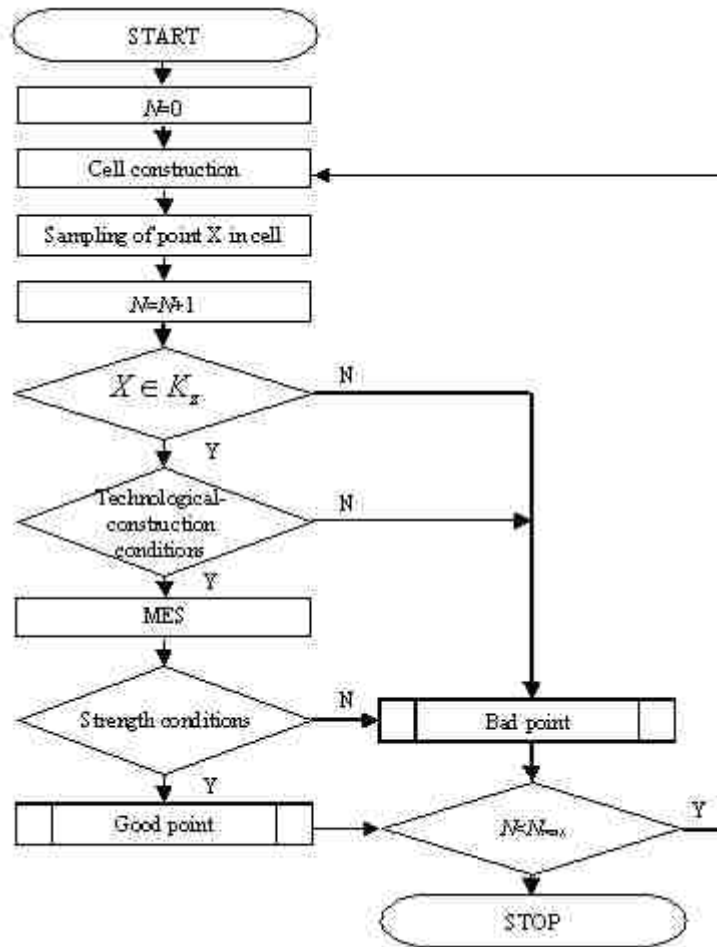 START
N=0
Cell construction
Sampling of point X in cell
N=N+1
X ∈ K
N
Y
Technological-
construction
conditions
N
Y
MES
Strength conditions
N
Bad point
Y
Good point
Y
STOP